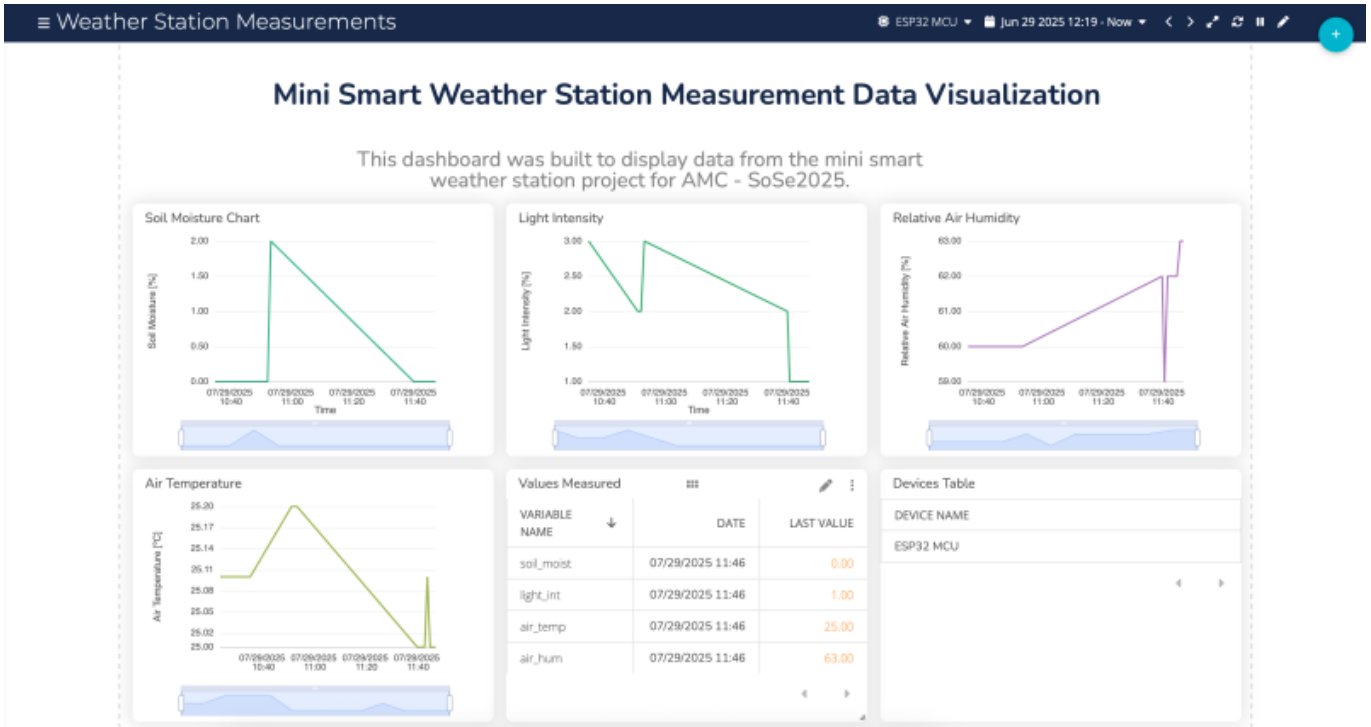 Weather Station Measurements
ESP32 MCU
Jun 29 2025 12:19 - Now
+
Mini Smart Weather Station Measurement Data Visualization
This dashboard was built to display data from the mini smart
weather station project for AMC - SoSe2025.
Soil Moisture Chart
2.00
1.50
1.00
0.50
0.00
Soil Moisture [%]
07/29/2025 07/29/2025 07/29/2025 07/29/2025
10:40 11:00 11:20 11:40
Time
Light Intensity
3.00
2.50
2.00
1.50
1.00
Light Intensity [%]
07/29/2025 07/29/2025 07/29/2025 07/29/2025
10:40 11:00 11:20 11:40
Time
Relative Air Humidity
63.00
62.00
61.00
60.00
59.00
Relative Air Humidity [%]
07/29/2025 07/29/2025 07/29/2025 07/29/2025
10:40 11:00 11:20 11:40
Air Temperature
25.20
25.17
25.14
25.11
25.08
25.05
25.02
25.00
Air Temperature [°C]
07/29/2025 07/29/2025 07/29/2025 07/29/2025
10:40 11:00 11:20 11:40
Values Measured
VARIABLE
NAME
DATE
LAST VALUE
soil_moist 07/29/2025 11:46 0.00
light_int 07/29/2025 11:46 1.00
air_temp 07/29/2025 11:46 25.00
air_hum 07/29/2025 11:46 63.00
Devices Table
DEVICE NAME
ESP32 MCU